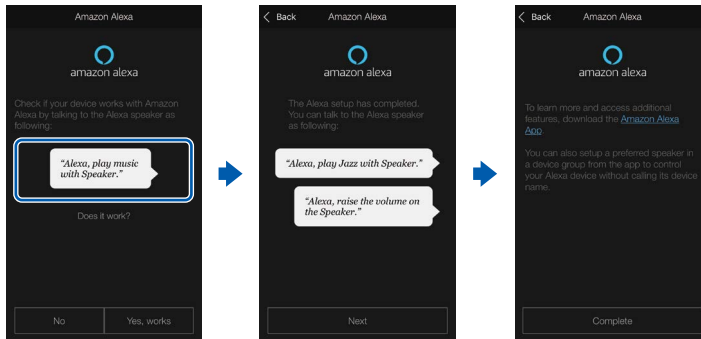 Amazon Alexa
amazon alexa
Check if your device works with Amazon
Alexa by talking to the Alexa speaker as
following:
"Alexa, play music
with Speaker."
Does it work?
No
Yes, works
Back
Amazon Alexa
amazon alexa
The Alexa setup has completed.
You can talk to the Alexa speaker
as following:
"Alexa, play Jazz with Speaker."
"Alexa, raise the volume on
the Speaker."
Next
Back
Amazon Alexa
amazon alexa
To learn more and access additional
features, download the Amazon Alexa
App.
You can also setup a preferred speaker in
a device group from the app to control
your Alexa device without calling its device
name.
Complete